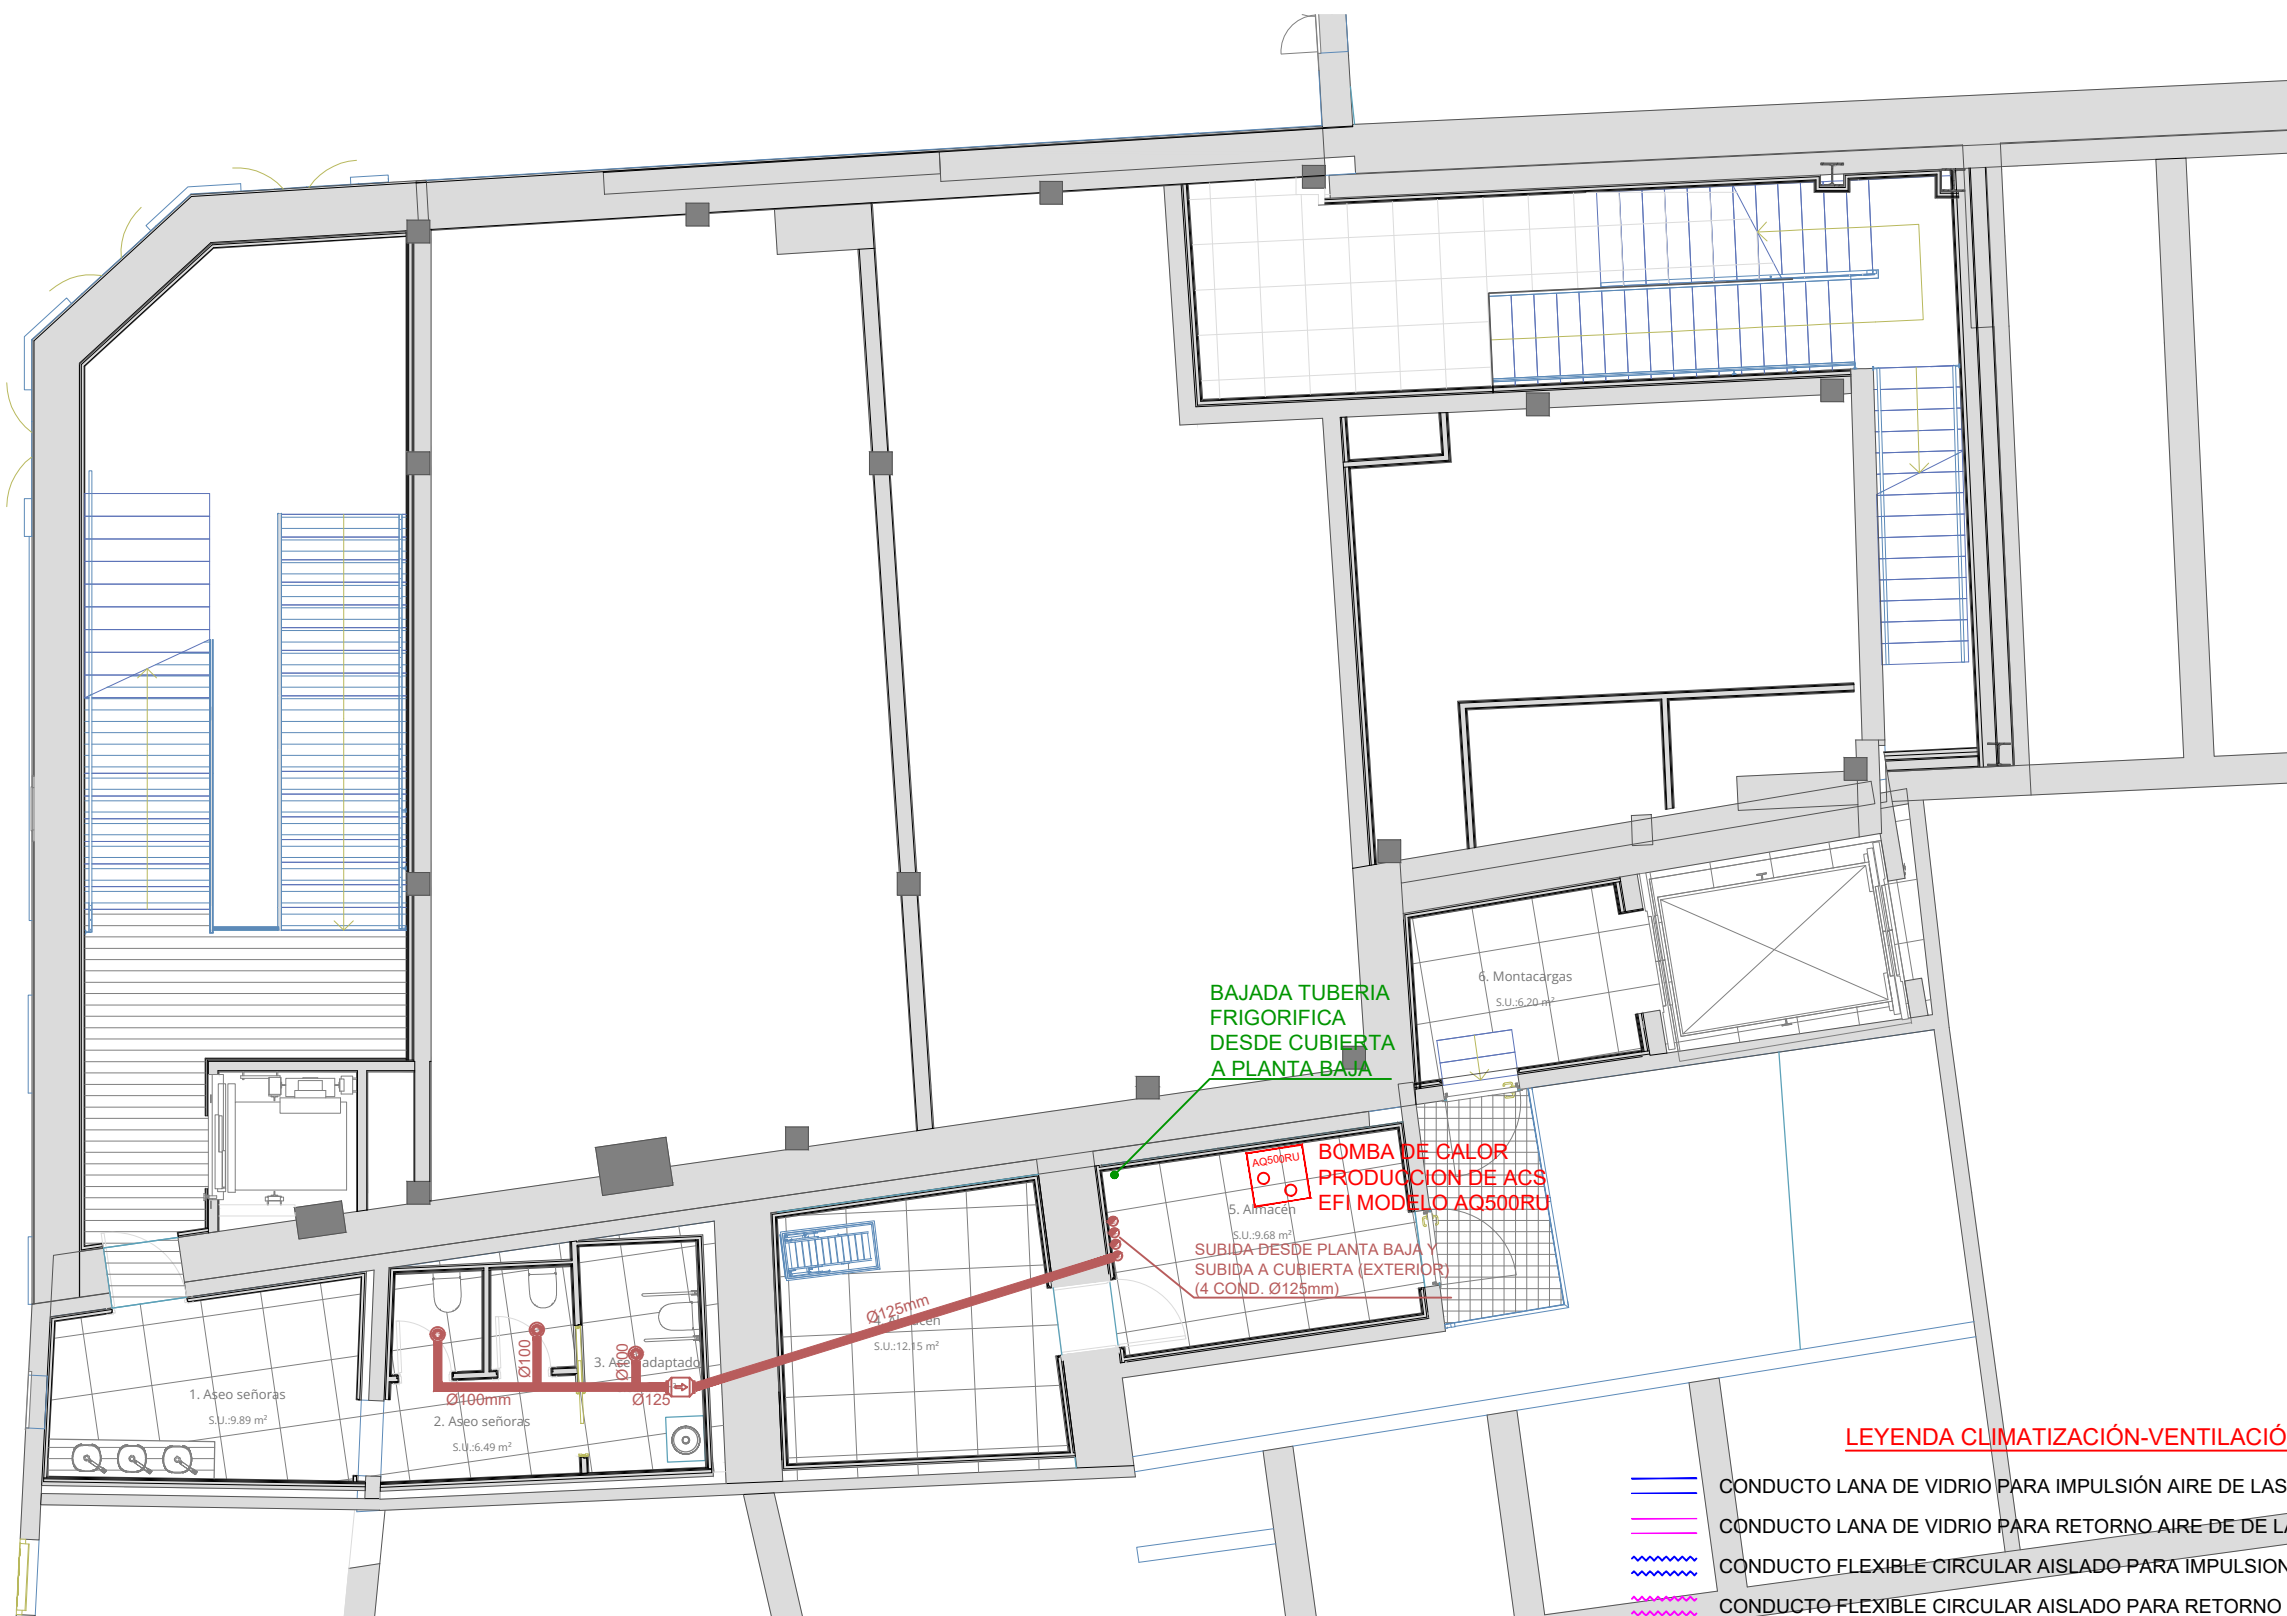 BAJADA TUBERIA
FRIGORIFICA
DESDE CUBIERTA
A PLANTA BAJA
6. Montacargas
S.U.:6,20 m²
AQ500RU
BOMBA DE CALOR
PRODUCCION DE ACS
EFI MODELO AQ500RU
5. Almacén
S.U.:9.68 m²
SUBIDA DESDE PLANTA BAJA Y
SUBIDA A CUBIERTA (EXTERIOR)
(4 COND. Ø125mm)
Ø125mm
4. Almacén
S.U.:12.15 m²
Ø100
Ø100
3. Aseo adaptado
Ø100mm
Ø125
1. Aseo señoras
S.U.:9.89 m²
2. Aseo señoras
S.U.:6.49 m²
LEYENDA CLIMATIZACIÓN-VENTILACIÓ
CONDUCTO LANA DE VIDRIO PARA IMPULSIÓN AIRE DE LAS
CONDUCTO LANA DE VIDRIO PARA RETORNO AIRE DE DE LA
CONDUCTO FLEXIBLE CIRCULAR AISLADO PARA IMPULSION
CONDUCTO FLEXIBLE CIRCULAR AISLADO PARA RETORNO